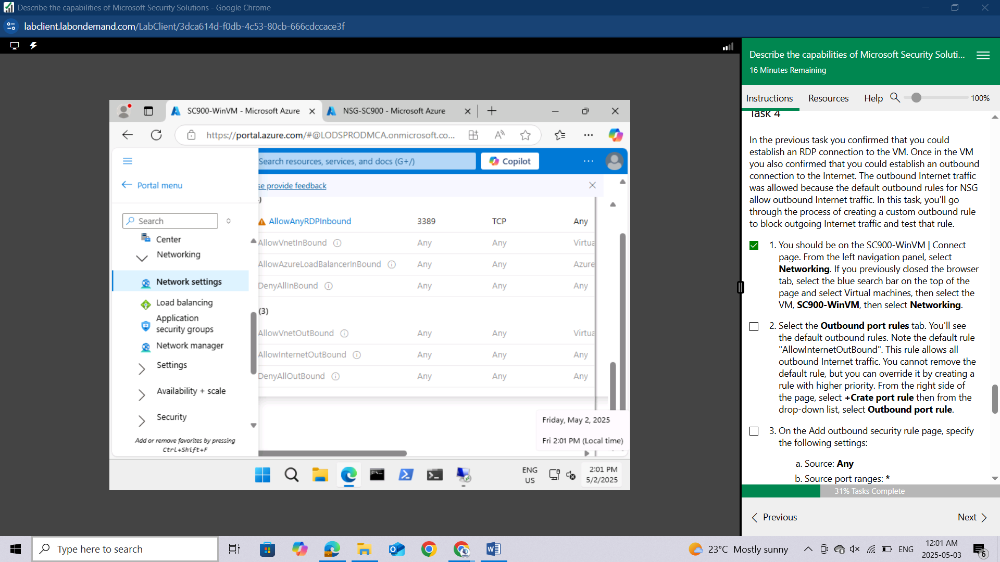 Describe the capabilities of Microsoft Security Solutions - Google Chrome
labclient.labondemand.com/LabClient/3dca614d-f0db-4c53-80cb-666cdccace3f
SC900-WinVM - Microsoft Azure
NSG-SC900 - Microsoft Azure
https://portal.azure.com/#@LODSPRODMCA.onmicrosoft.co...
Search resources, services, and docs (G+/)
Copilot
Portal menu
se provide feedback
Search
Center
Networking
Network settings
Load balancing
Application
security groups
Network manager
Settings
Availability + scale
Security
Add or remove favorites by pressing
Ctrl+Shift+F
AllowAnyRDPInbound 3389 TCP Any
AllowVnetInBound Any Any Virtua
AllowAzureLoadBalancerInBound Any Any Azure
DenyAllInBound Any Any Any
(3)
AllowVnetOutBound Any Any Virtua
AllowInternetOutBound Any Any Any
DenyAllOutBound Any Any Any
Friday, May 2, 2025
Fri 2:01 PM (Local time)
ENG
US
2:01 PM
5/2/2025
Describe the capabilities of Microsoft Security Soluti...
16 Minutes Remaining
Instructions
Resources
Help
100%
Task 4
In the previous task you confirmed that you could
establish an RDP connection to the VM. Once in the VM
you also confirmed that you could establish an outbound
connection to the Internet. The outbound Internet traffic
was allowed because the default outbound rules for NSG
allow outbound Internet traffic. In this task, you'll go
through the process of creating a custom outbound rule
to block outgoing Internet traffic and test that rule.
1. You should be on the SC900-WinVM | Connect
page. From the left navigation panel, select
Networking. If you previously closed the browser
tab, select the blue search bar on the top of the
page and select Virtual machines, then select the
VM, SC900-WinVM, then select Networking.
2. Select the Outbound port rules tab. You'll see
the default outbound rules. Note the default rule
"AllowInternetOutBound". This rule allows all
outbound Internet traffic. You cannot remove the
default rule, but you can override it by creating a
rule with higher priority. From the right side of
the page, select +Crate port rule then from the
drop-down list, select Outbound port rule.
3. On the Add outbound security rule page, specify
the following settings:
a. Source: Any
b. Source port ranges: *
31% Tasks Complete
Previous
Next
Type here to search
23°C Mostly sunny
ENG
12:01 AM
2025-05-03
6